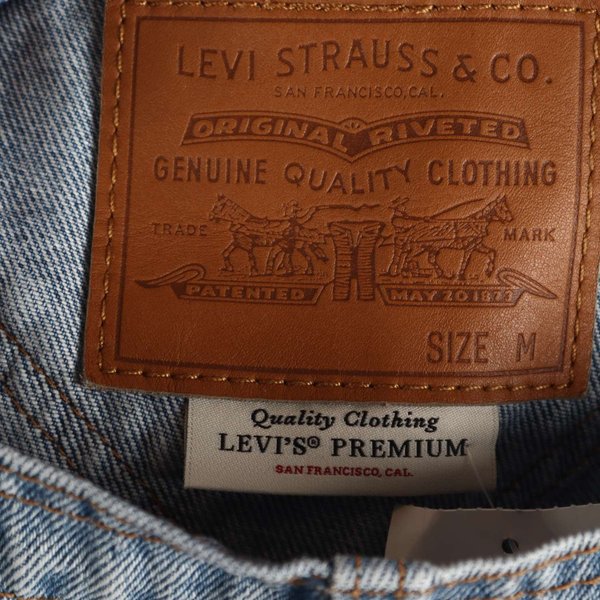 LEVI STRAUSS & CO.
SAN FRANCISCO, CAL.
ORIGINAL RIVETED
GENUINE QUALITY CLOTHING
TRADE MARK
PATENTED MAY 20 1873
SIZE M
Quality Clothing
LEVI'S® PREMIUM
SAN FRANCISCO, CAL.